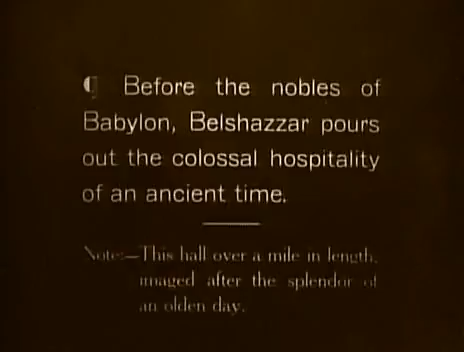 ¶ Before the nobles of
Babylon, Belshazzar pours
out the colossal hospitality
of an ancient time.
Note:—This hall over a mile in length,
imaged after the splendor of
an olden day.